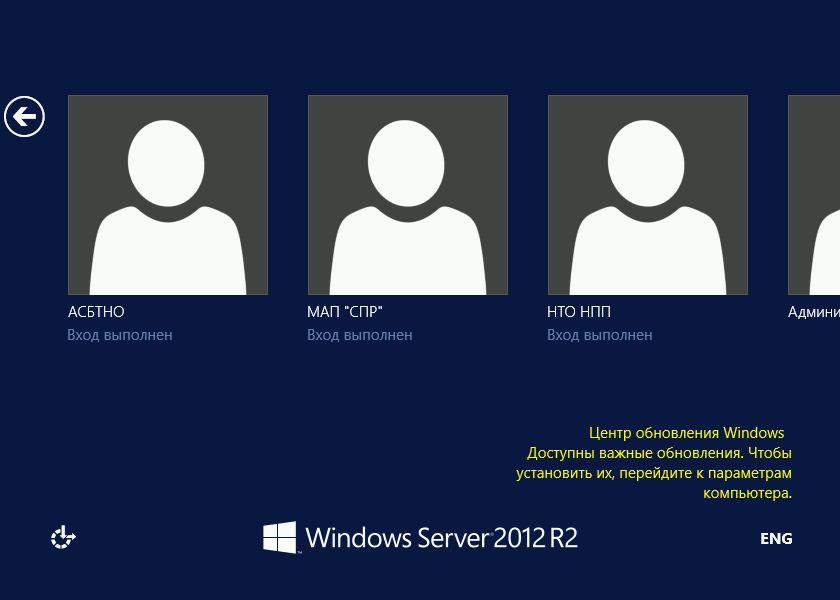 АСБТНО
Вход выполнен
МАП "СПР"
Вход выполнен
НТО НПП
Вход выполнен
Админи
Центр обновления Windows
Доступны важные обновления. Чтобы
установить их, перейдите к параметрам
компьютера.
Windows Server 2012 R2
ENG